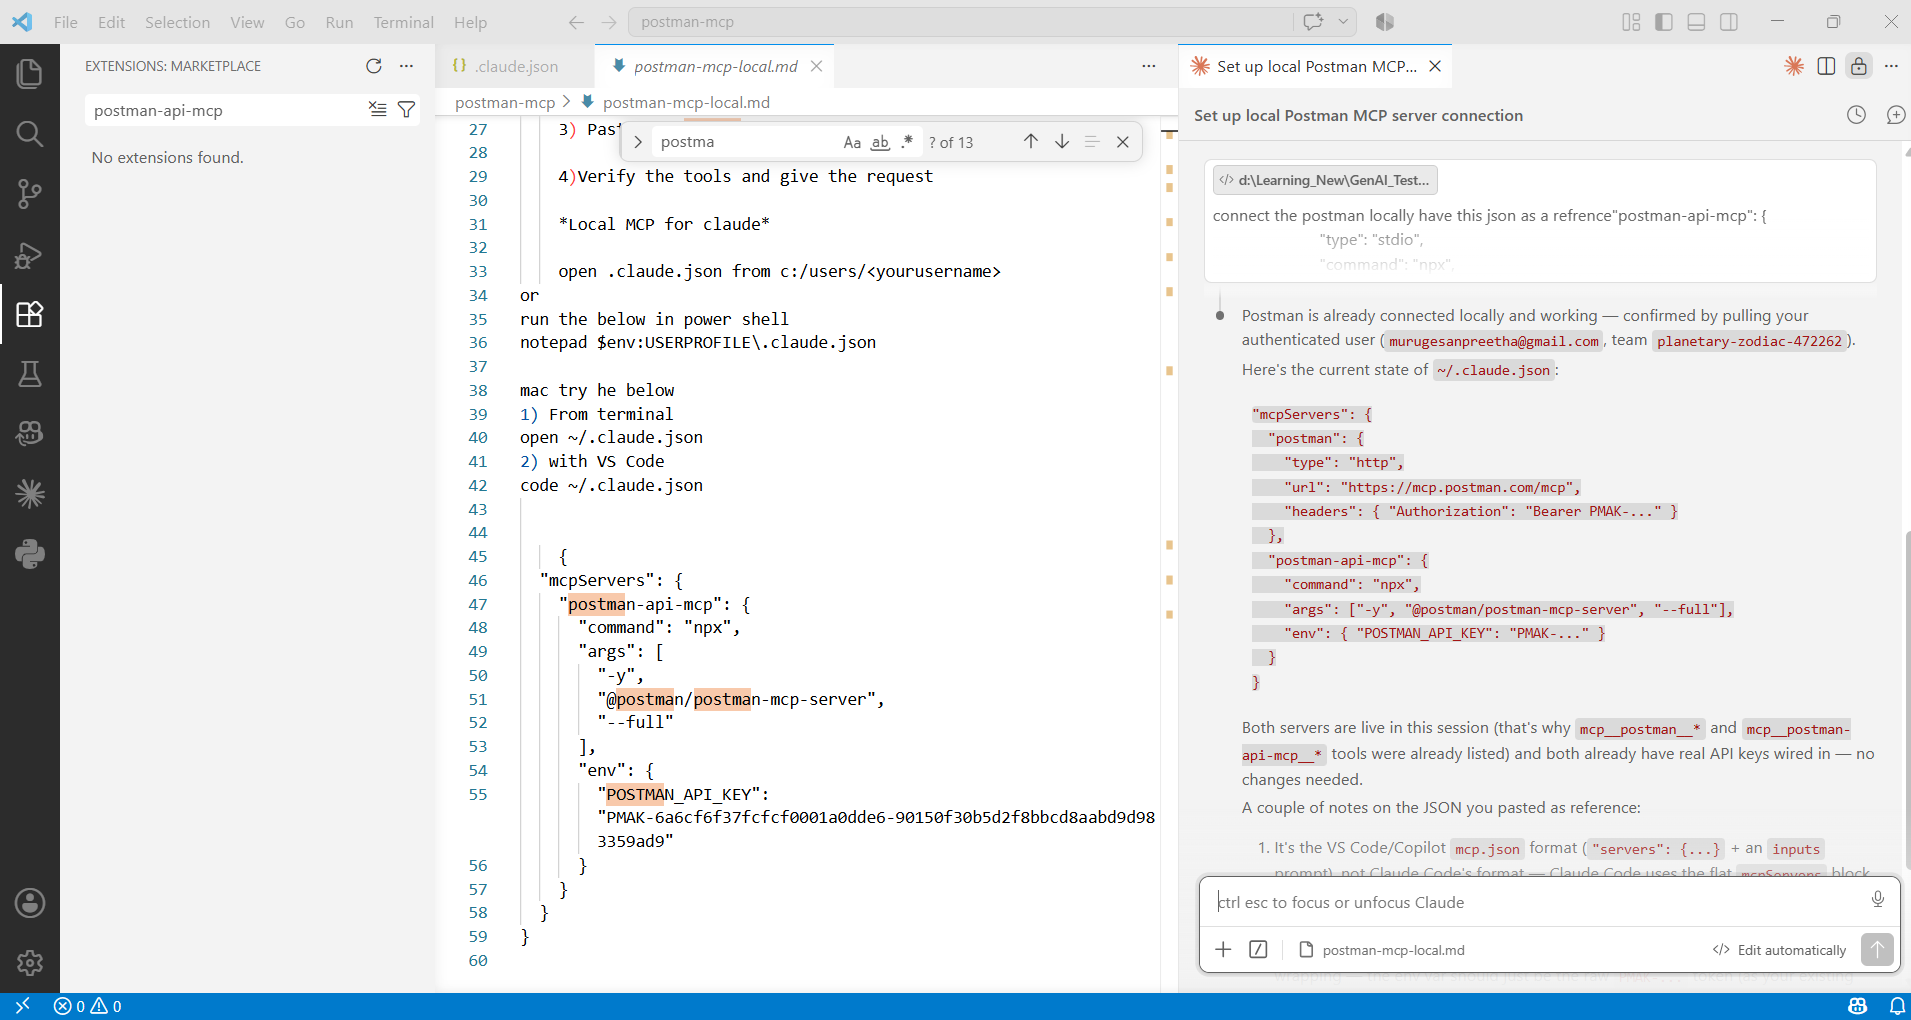 File Edit Selection View Go Run Terminal Help
postman-mcp
EXTENSIONS: MARKETPLACE
postman-api-mcp
No extensions found.
{} .claude.json
postman-mcp-local.md
postman-mcp > postman-mcp-local.md
postma
Aa ab .* ? of 13
27 3) Pas
28
29 4)Verify the tools and give the request
30
31 *Local MCP for claude*
32
33 open .claude.json from c:/users/<yourusername>
34 or
35 run the below in power shell
36 notepad $env:USERPROFILE\.claude.json
37
38 mac try he below
39 1) From terminal
40 open ~/.claude.json
41 2) with VS Code
42 code ~/.claude.json
43
44
45 {
46 "mcpServers": {
47 "postman-api-mcp": {
48 "command": "npx",
49 "args": [
50 "-y",
51 "@postman/postman-mcp-server",
52 "--full"
53 ],
54 "env": {
55 "POSTMAN_API_KEY":
"PMAK-6a6cf6f37fcfcf0001a0dde6-90150f30b5d2f8bbcd8aabd9d98
3359ad9"
56 }
57 }
58 }
59 }
60
Set up local Postman MCP...
Set up local Postman MCP server connection
</> d:\Learning_New\GenAI_Test...
connect the postman locally have this json as a refrence"postman-api-mcp": {
"type": "stdio",
"command": "npx",
Postman is already connected locally and working — confirmed by pulling your
authenticated user (murugesanpreetha@gmail.com, team planetary-zodiac-472262).
Here's the current state of ~/.claude.json:
"mcpServers": {
"postman": {
"type": "http",
"url": "https://mcp.postman.com/mcp",
"headers": { "Authorization": "Bearer PMAK-..." }
},
"postman-api-mcp": {
"command": "npx",
"args": ["-y", "@postman/postman-mcp-server", "--full"],
"env": { "POSTMAN_API_KEY": "PMAK-..." }
}
}
Both servers are live in this session (that's why mcp__postman__* and mcp__postman-
api-mcp__* tools were already listed) and both already have real API keys wired in — no
changes needed.
A couple of notes on the JSON you pasted as reference:
1. It's the VS Code/Copilot mcp.json format ("servers": {...} + an inputs
prompt), not Claude Code's format — Claude Code uses the flat mcpServers block
ctrl esc to focus or unfocus Claude
postman-mcp-local.md
</> Edit automatically
0 0